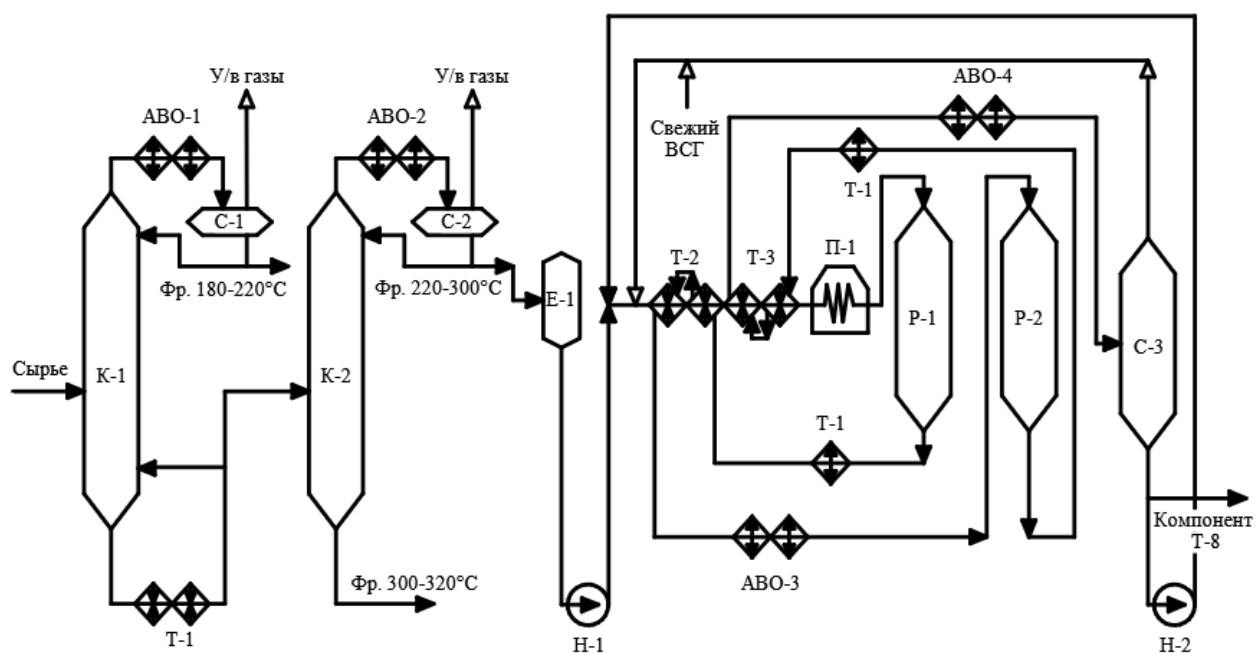 У/в газы
У/в газы
АВО-1
АВО-2
АВО-4
Свежий
ВСГ
Т-1
С-1
С-2
Т-2
Т-3
П-1
Фр. 180-220°С
Фр. 220-300°С
Е-1
Р-1
Р-2
С-3
Сырье
К-1
К-2
Т-1
Компонент
Т-8
Фр. 300-320°С
АВО-3
Т-1
Н-1
Н-2